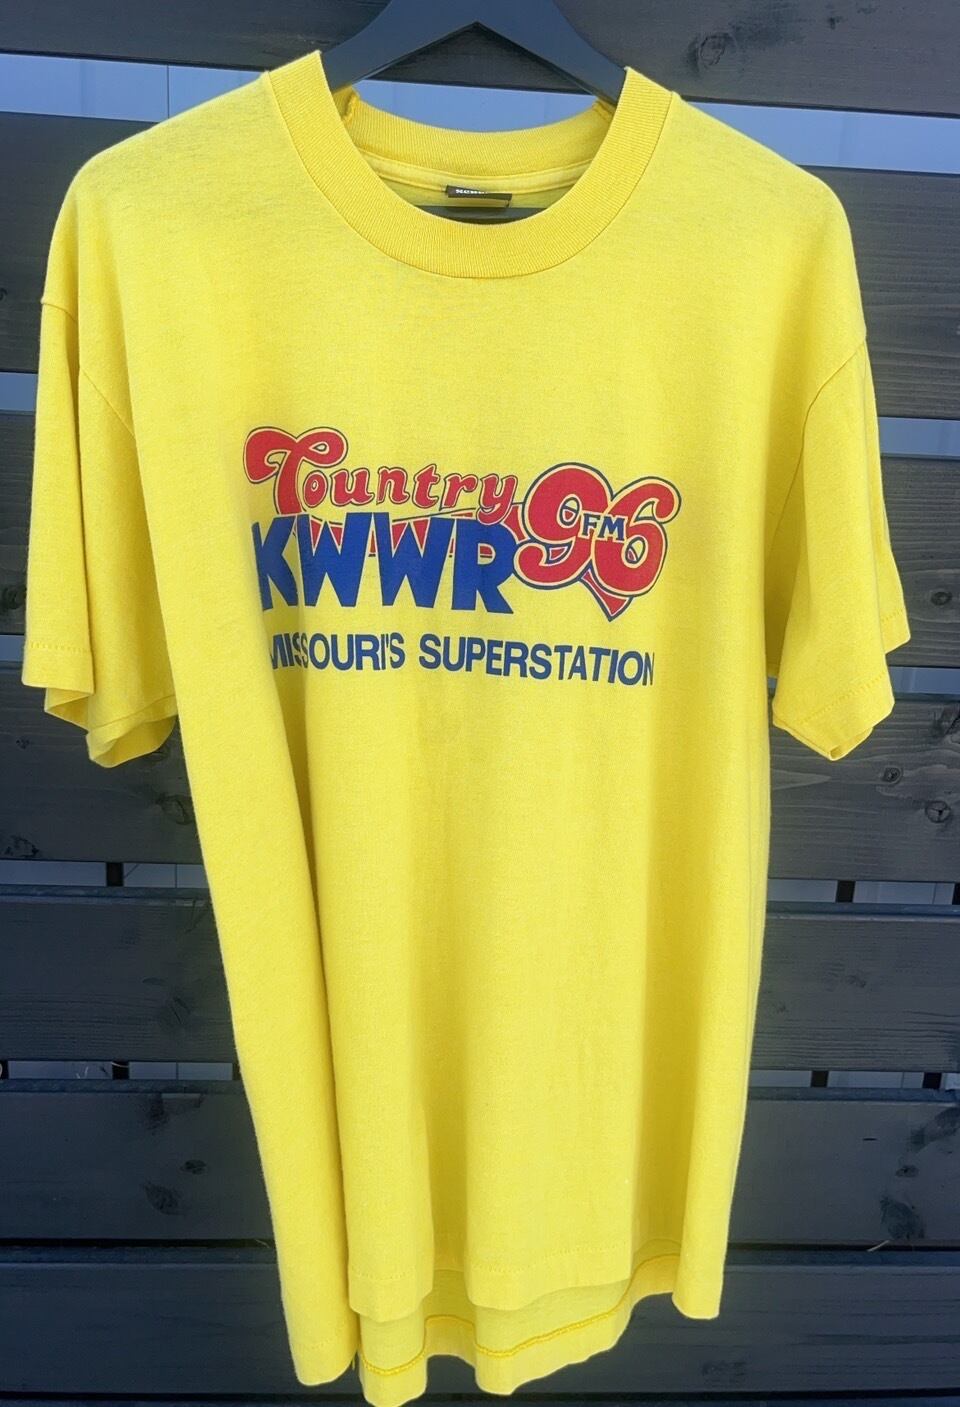 Country
KWWR 96
FM
MISSOURI'S SUPERSTATION